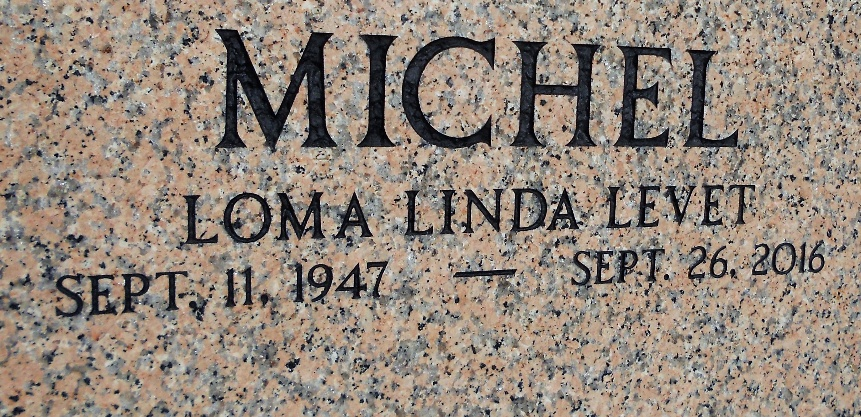 MICHEL
LOMA LINDA LEVET
SEPT. 11, 1947 — SEPT. 26, 2016